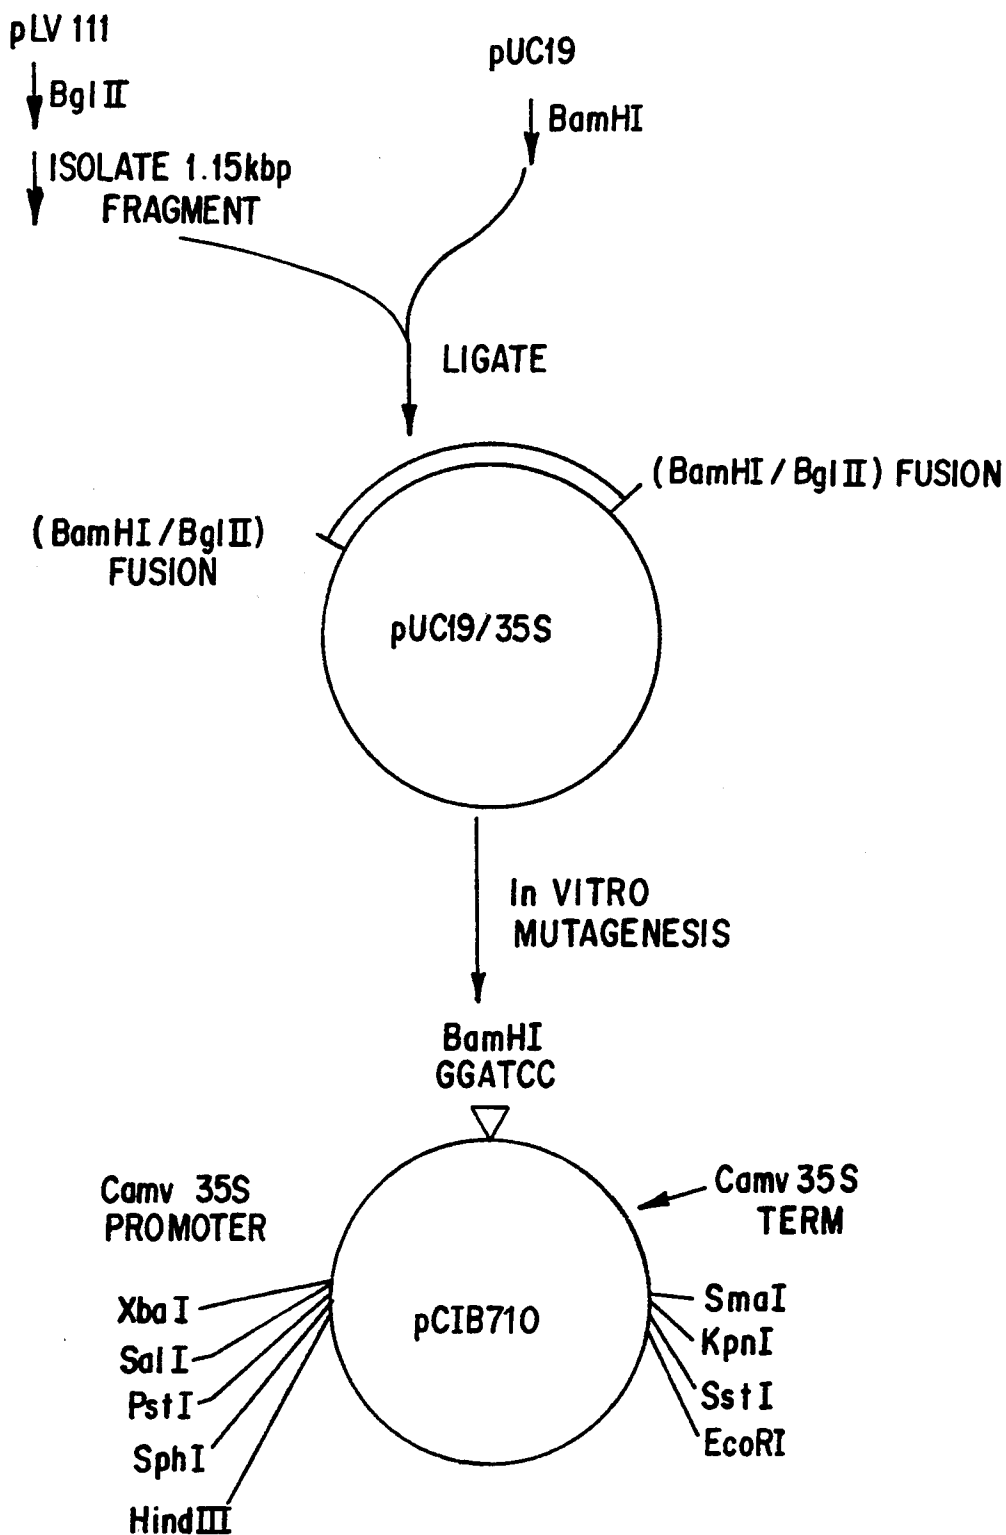 pLV 111
BglII
ISOLATE 1.15kbp
FRAGMENT
pUC19
BamHI
LIGATE
(BamHI/BglII) FUSION
(BamHI/BglII)
FUSION
pUC19/35S
In VITRO
MUTAGENESIS
BamHI
GGATCC
Camv 35S
PROMOTER
Camv 35S
TERM
XbaI
SalI
PstI
SphI
HindIII
pCIB710
SmaI
KpnI
SstI
EcoRI